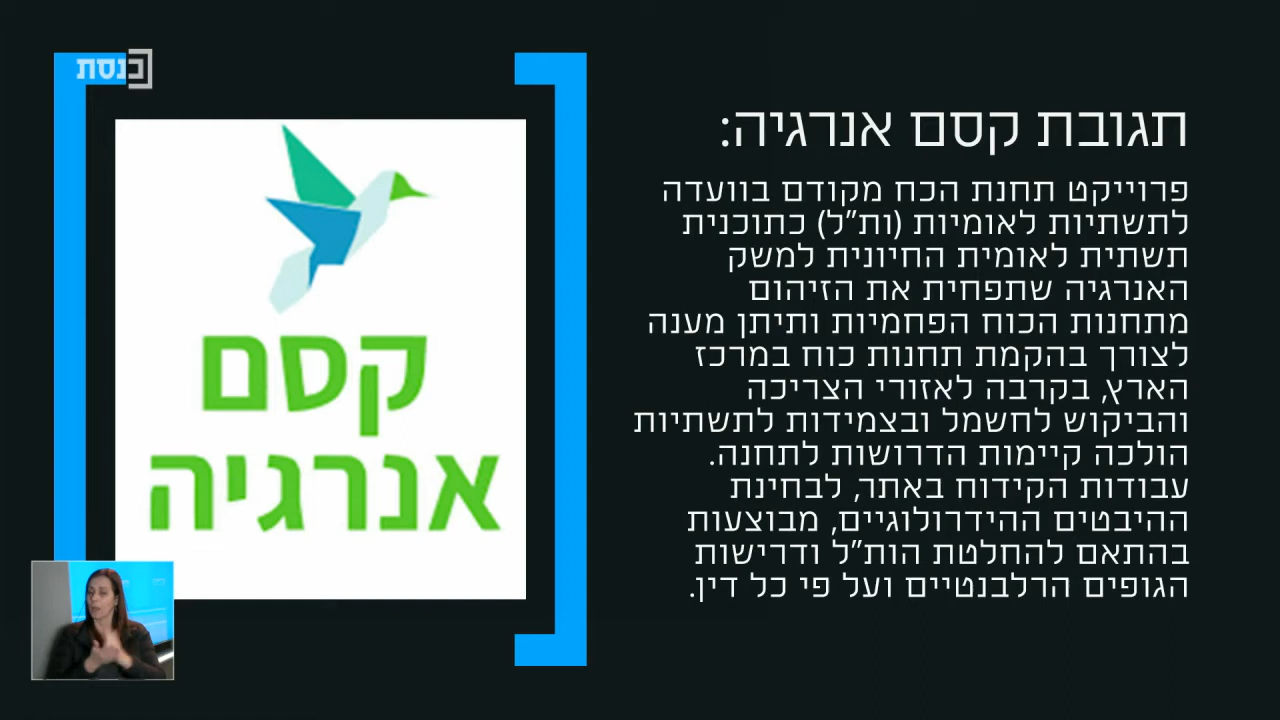 כנסת
תגובת קסם אנרגיה:
פרוייקט תחנת הכח מקודם בוועדה
לתשתיות לאומיות (ות"ל) כתוכנית
תשתית לאומית החיונית למשק
האנרגיה שתפחית את הזיהום
מתחנות הכוח הפחמיות ותיתן מענה
לצורך בהקמת תחנות כוח במרכז
הארץ, בקרבה לאזורי הצריכה
והביקוש לחשמל ובצמידות לתשתיות
הולכה קיימות הדרושות לתחנה.
עבודות הקידוח באתר, לבחינת
ההיבטים ההידרולוגיים, מבוצעות
בהתאם להחלטת הות"ל ודרישות
הגופים הרלבנטיים ועל פי כל דין.
קסם
אנרגיה